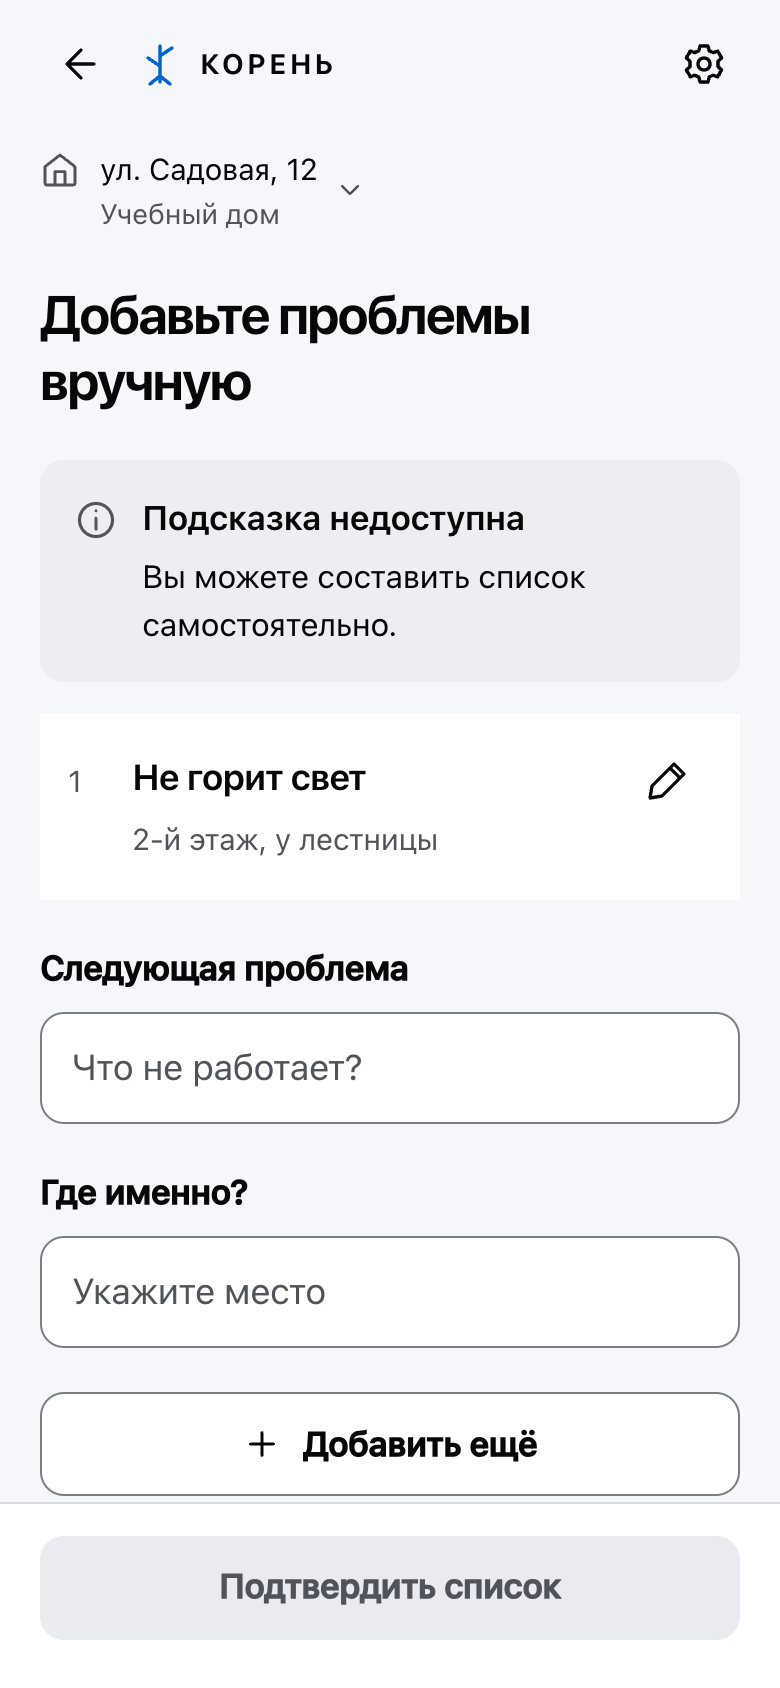 КОРЕНЬ
ул. Садовая, 12
Учебный дом
Добавьте проблемы
вручную
Подсказка недоступна
Вы можете составить список
самостоятельно.
1 Не горит свет
2-й этаж, у лестницы
Следующая проблема
Что не работает?
Где именно?
Укажите место
+ Добавить ещё
Подтвердить список